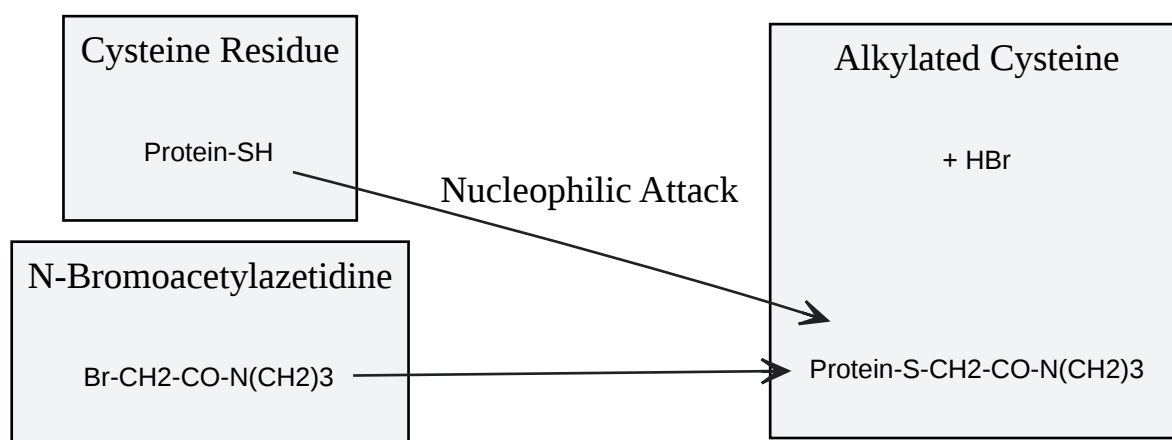 Cysteine Residue
Protein-SH
N-Bromoacetylazetidine
Br-CH2-CO-N(CH2)3
Nucleophilic Attack
Alkylated Cysteine
+ HBr
Protein-S-CH2-CO-N(CH2)3